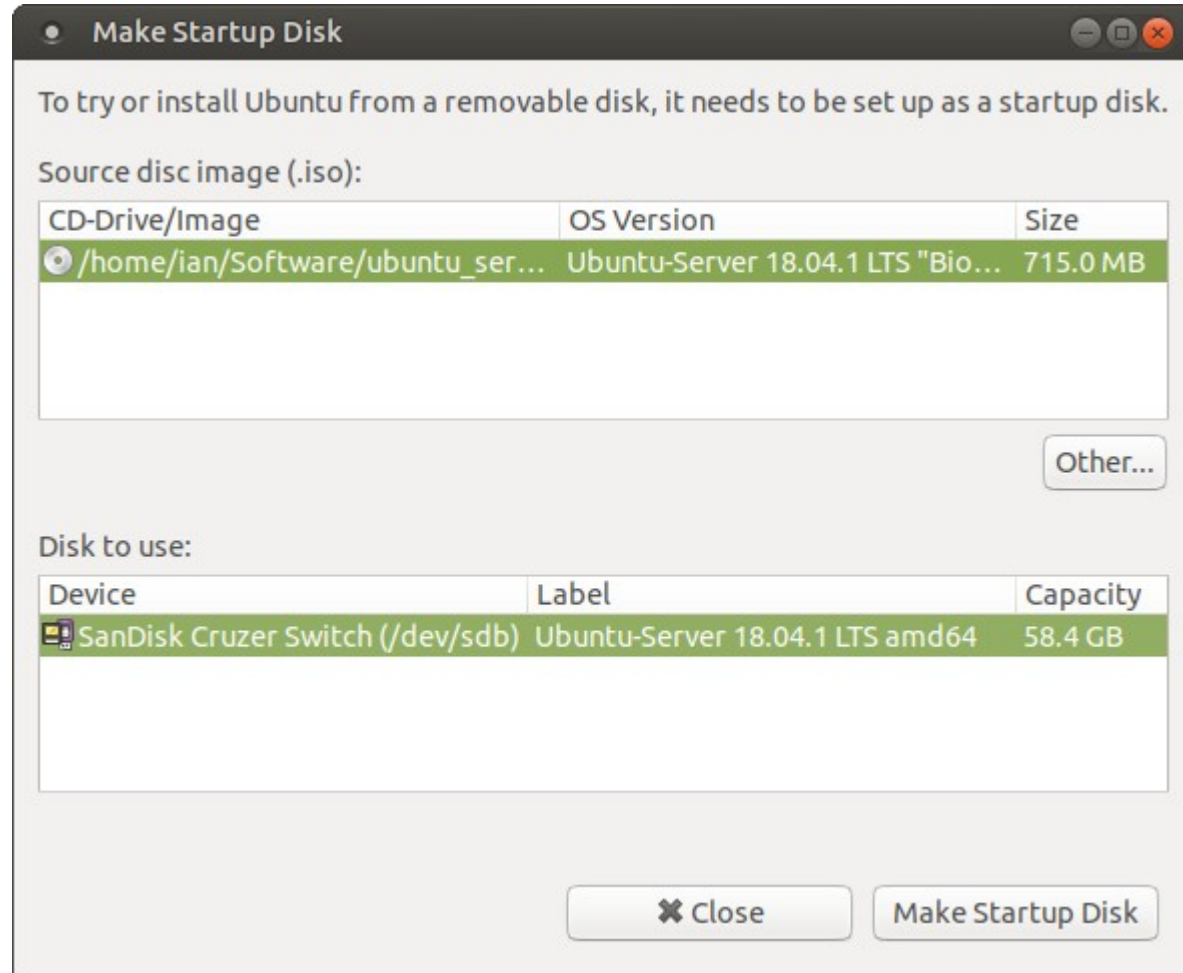 Make Startup Disk
To try or install Ubuntu from a removable disk, it needs to be set up as a startup disk.
Source disc image (.iso):
CD-Drive/Image OS Version Size
/home/ian/Software/ubuntu_ser... Ubuntu-Server 18.04.1 LTS "Bio... 715.0 MB
Other...
Disk to use:
Device Label Capacity
SanDisk Cruzer Switch (/dev/sdb) Ubuntu-Server 18.04.1 LTS amd64 58.4 GB
Close Make Startup Disk